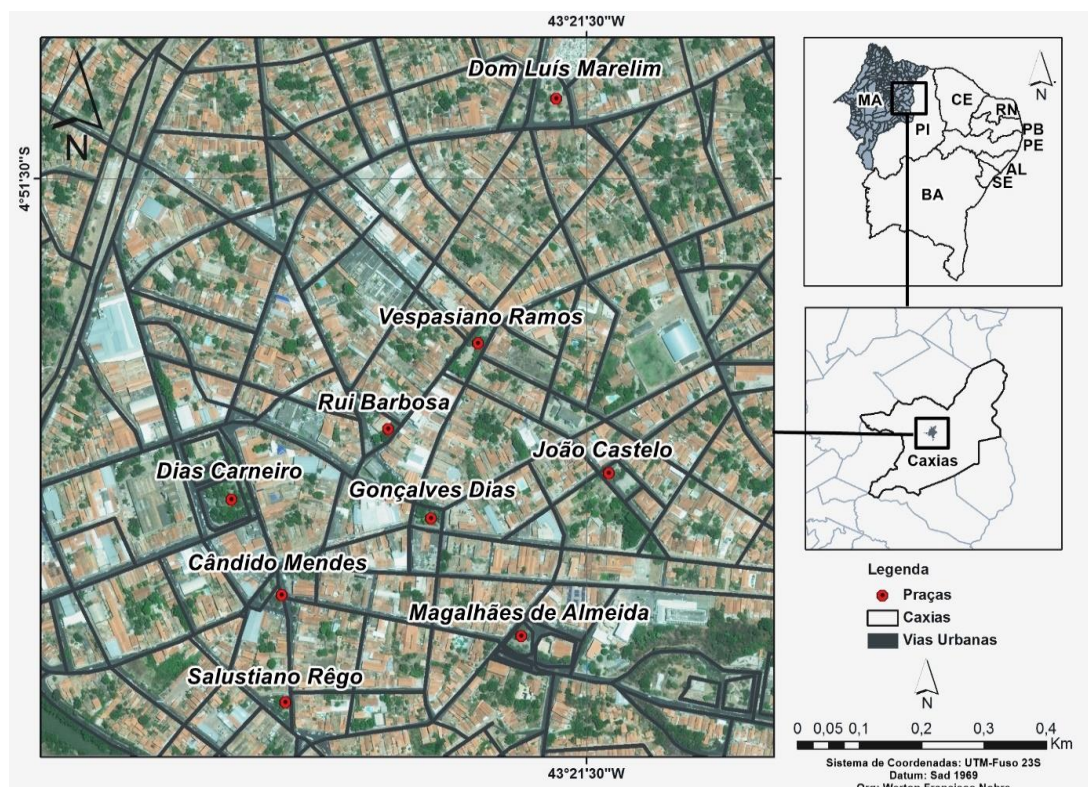 43°21'30"W
4°51'30"S
N
Dom Luís Marelim
Vespasiano Ramos
Rui Barbosa
João Castelo
Dias Carneiro
Gonçalves Dias
Cândido Mendes
Magalhães de Almeida
Salustiano Rêgo
43°21'30"W
N
MA
CE
RN
PB
PI
PE
AL
SE
BA
Caxias
Legenda
Praças
Caxias
Vias Urbanas
N
0 0,05 0,1 0,2 0,3 0,4
Km
Sistema de Coordenadas: UTM-Fuso 23S
Datum: Sad 1969